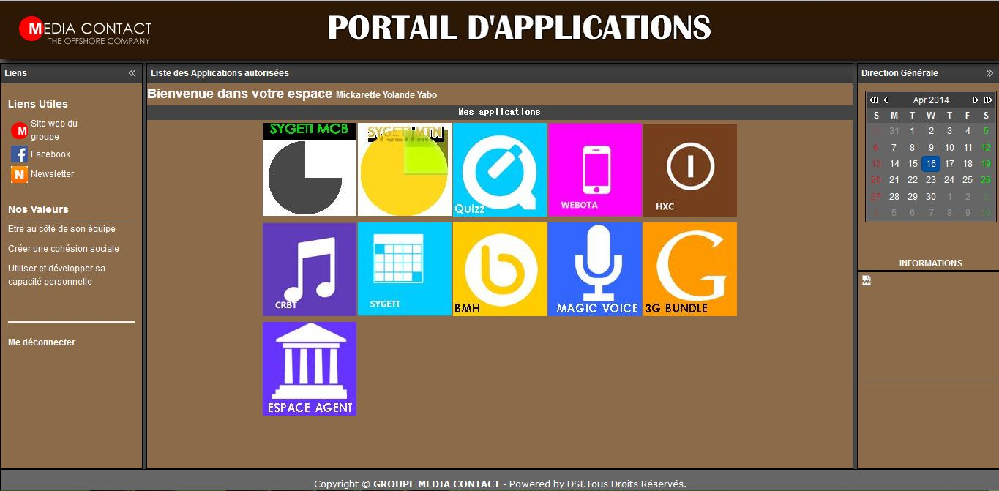 MEDIA CONTACT
THE OFFSHORE COMPANY
PORTAIL D'APPLICATIONS
Liens
Liens Utiles
M
Site web du
groupe
Facebook
N
Newsletter
Nos Valeurs
Etre au côté de son équipe
Créer une cohésion sociale
Utiliser et développer sa
capacité personnelle
Me déconnecter
Liste des Applications autorisées
Bienvenue dans votre espace Mickarette Yolande Yabo
Mes applications
SYGETI MCB
SYGETI MTN
Quizz
WEBOTA
HXC
CRBT
SYGETI
BMH
MAGIC VOICE
3G BUNDLE
ESPACE AGENT
Direction Générale
Apr 2014
S M T W T F S
30 31 1 2 3 4 5
6 7 8 9 10 11 12
13 14 15 16 17 18 19
20 21 22 23 24 25 26
27 28 29 30 1 2 3
4 5 6 7 8 9 10
INFORMATIONS
Copyright © GROUPE MEDIA CONTACT - Powered by DSI.Tous Droits Réservés.